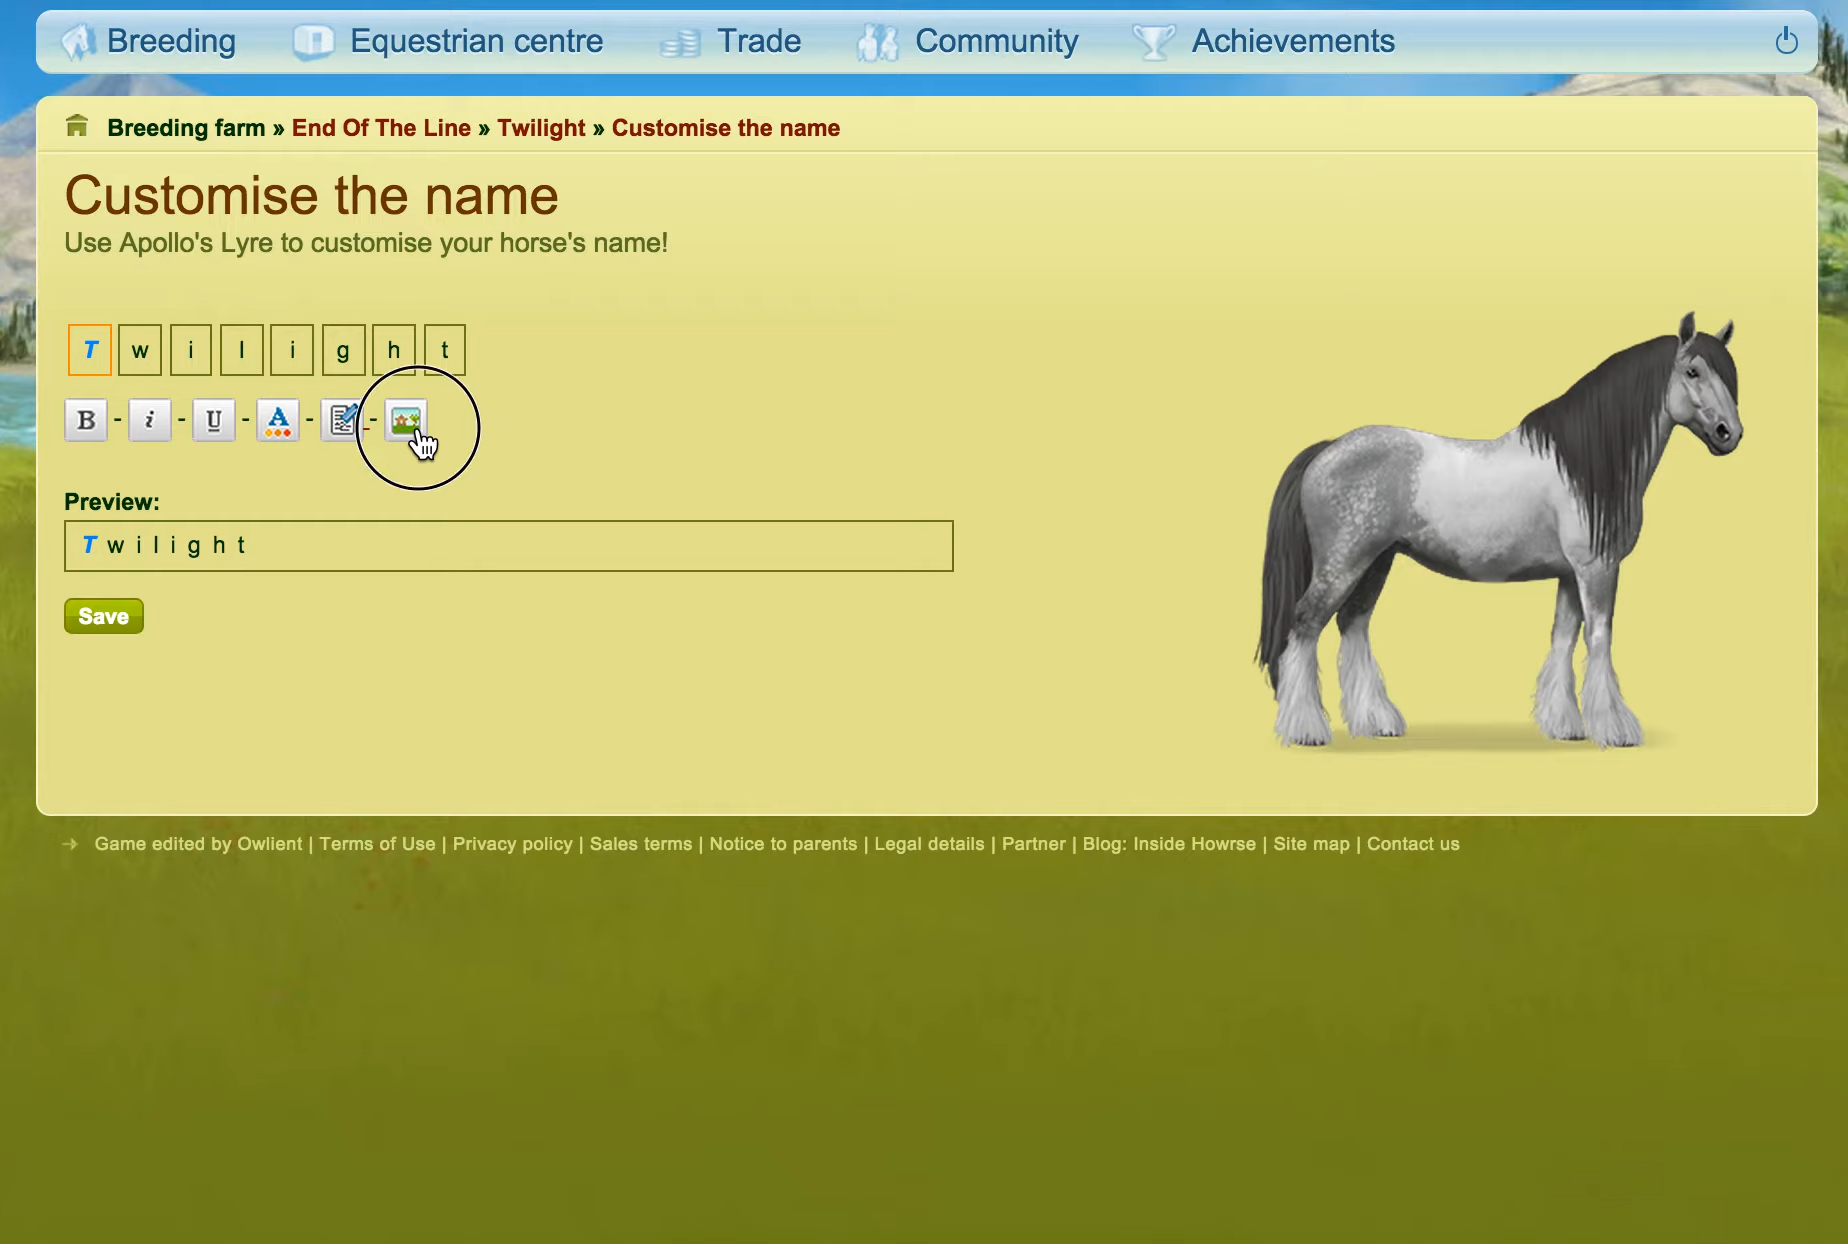 Breeding Equestrian centre Trade Community Achievements
Breeding farm » End Of The Line » Twilight » Customise the name
Customise the name
Use Apollo's Lyre to customise your horse's name!
T w i l i g h t
B - i - U - A - -
Preview:
T w i l i g h t
Save
Game edited by Owlient | Terms of Use | Privacy policy | Sales terms | Notice to parents | Legal details | Partner | Blog: Inside Howrse | Site map | Contact us